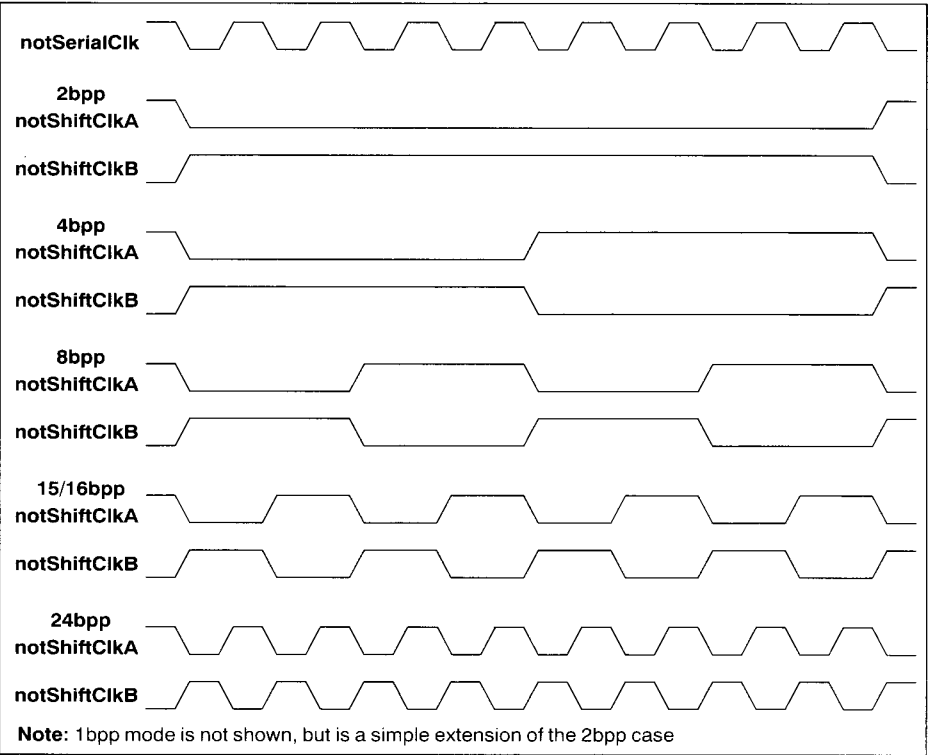 notSerialClk
2bpp
notShiftClkA
notShiftClkB
4bpp
notShiftClkA
notShiftClkB
8bpp
notShiftClkA
notShiftClkB
15/16bpp
notShiftClkA
notShiftClkB
24bpp
notShiftClkA
notShiftClkB
Note: 1bpp mode is not shown, but is a simple extension of the 2bpp case